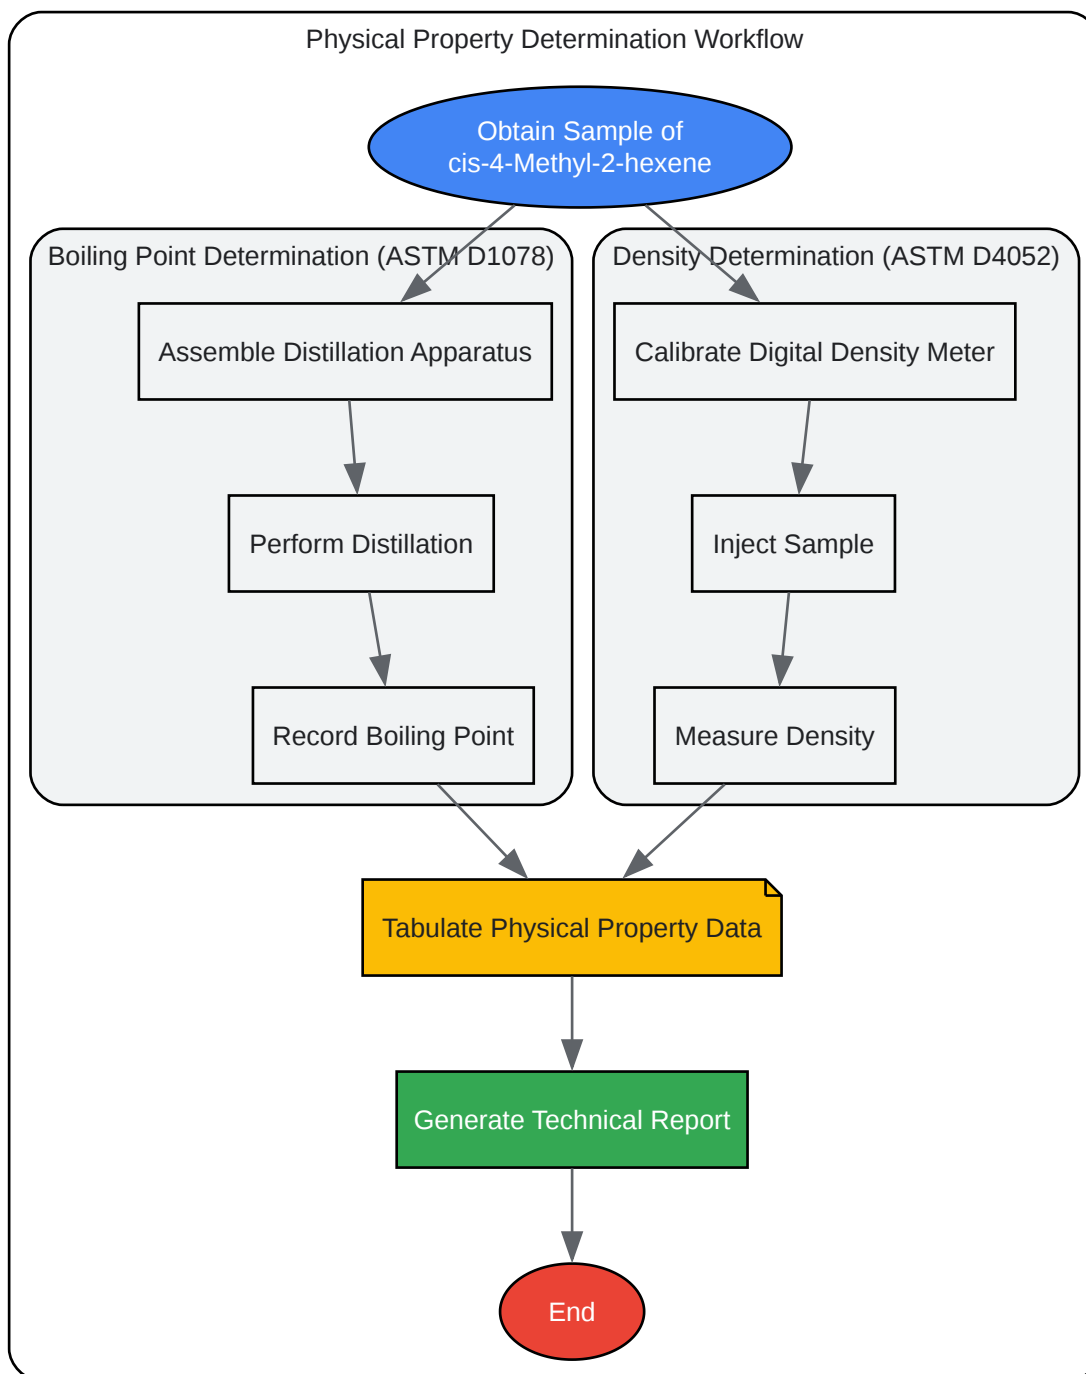 Physical Property Determination Workflow
Obtain Sample of
cis-4-Methyl-2-hexene
Boiling Point Determination (ASTM D1078)
Assemble Distillation Apparatus
Perform Distillation
Record Boiling Point
Density Determination (ASTM D4052)
Calibrate Digital Density Meter
Inject Sample
Measure Density
Tabulate Physical Property Data
Generate Technical Report
End